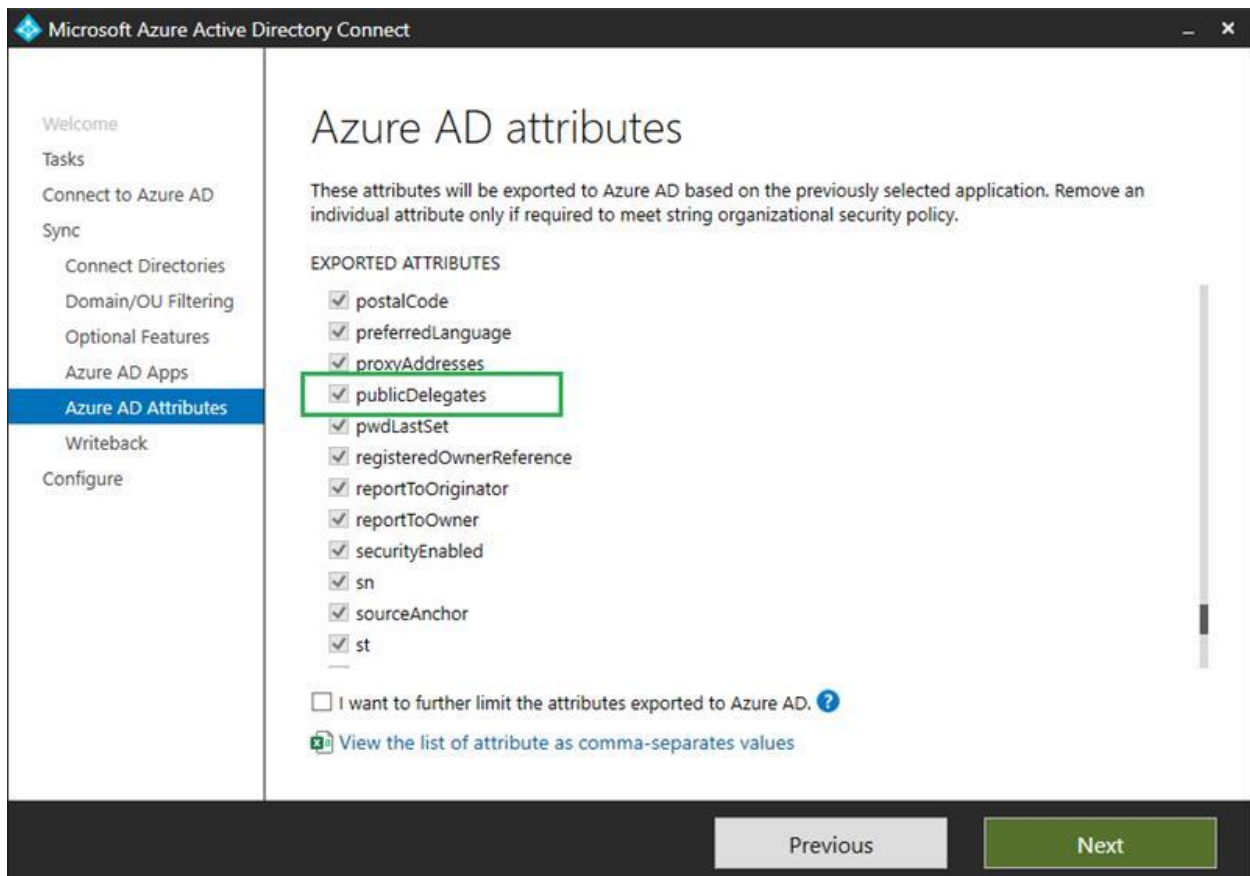 Microsoft Azure Active Directory Connect
Welcome
Tasks
Connect to Azure AD
Sync
Connect Directories
Domain/OU Filtering
Optional Features
Azure AD Apps
Azure AD Attributes
Writeback
Configure
Azure AD attributes
These attributes will be exported to Azure AD based on the previously selected application. Remove an
individual attribute only if required to meet string organizational security policy.
EXPORTED ATTRIBUTES
postalCode
preferredLanguage
proxyAddresses
publicDelegates
pwdLastSet
registeredOwnerReference
reportToOriginator
reportToOwner
securityEnabled
sn
sourceAnchor
st
I want to further limit the attributes exported to Azure AD. ?
View the list of attribute as comma-separates values
Previous
Next